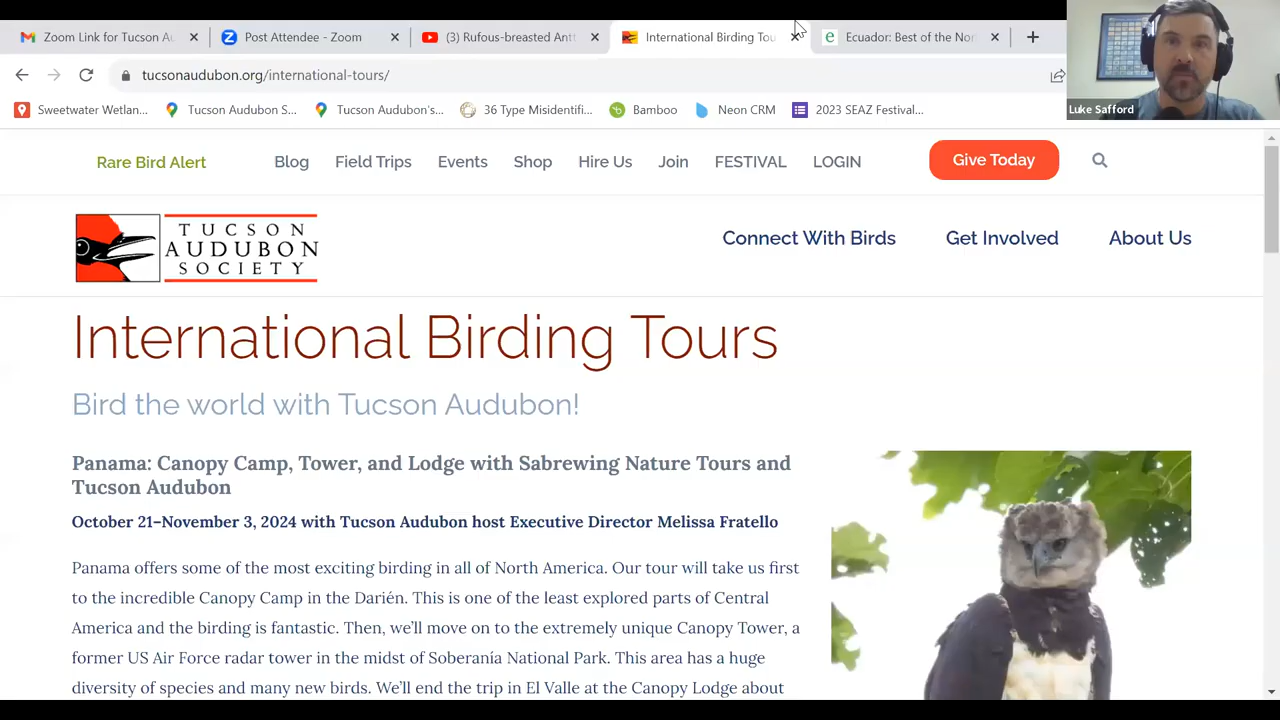 Zoom Link for Tucson Au
Post Attendee - Zoom
(3) Rufous-breasted Antt
International Birding Tou
Ecuador: Best of the Nor
tucsonaudubon.org/international-tours/
Sweetwater Wetlan...
Tucson Audubon S...
Tucson Audubon's...
36 Type Misidentifi...
Bamboo
Neon CRM
2023 SEAZ Festival...
Luke Safford
Rare Bird Alert
Blog
Field Trips
Events
Shop
Hire Us
Join
FESTIVAL
LOGIN
Give Today
TUCSON
AUDUBON
SOCIETY
Connect With Birds
Get Involved
About Us
International Birding Tours
Bird the world with Tucson Audubon!
Panama: Canopy Camp, Tower, and Lodge with Sabrewing Nature Tours and
Tucson Audubon
October 21–November 3, 2024 with Tucson Audubon host Executive Director Melissa Fratello
Panama offers some of the most exciting birding in all of North America. Our tour will take us first
to the incredible Canopy Camp in the Darién. This is one of the least explored parts of Central
America and the birding is fantastic. Then, we'll move on to the extremely unique Canopy Tower, a
former US Air Force radar tower in the midst of Soberanía National Park. This area has a huge
diversity of species and many new birds. We'll end the trip in El Valle at the Canopy Lodge about